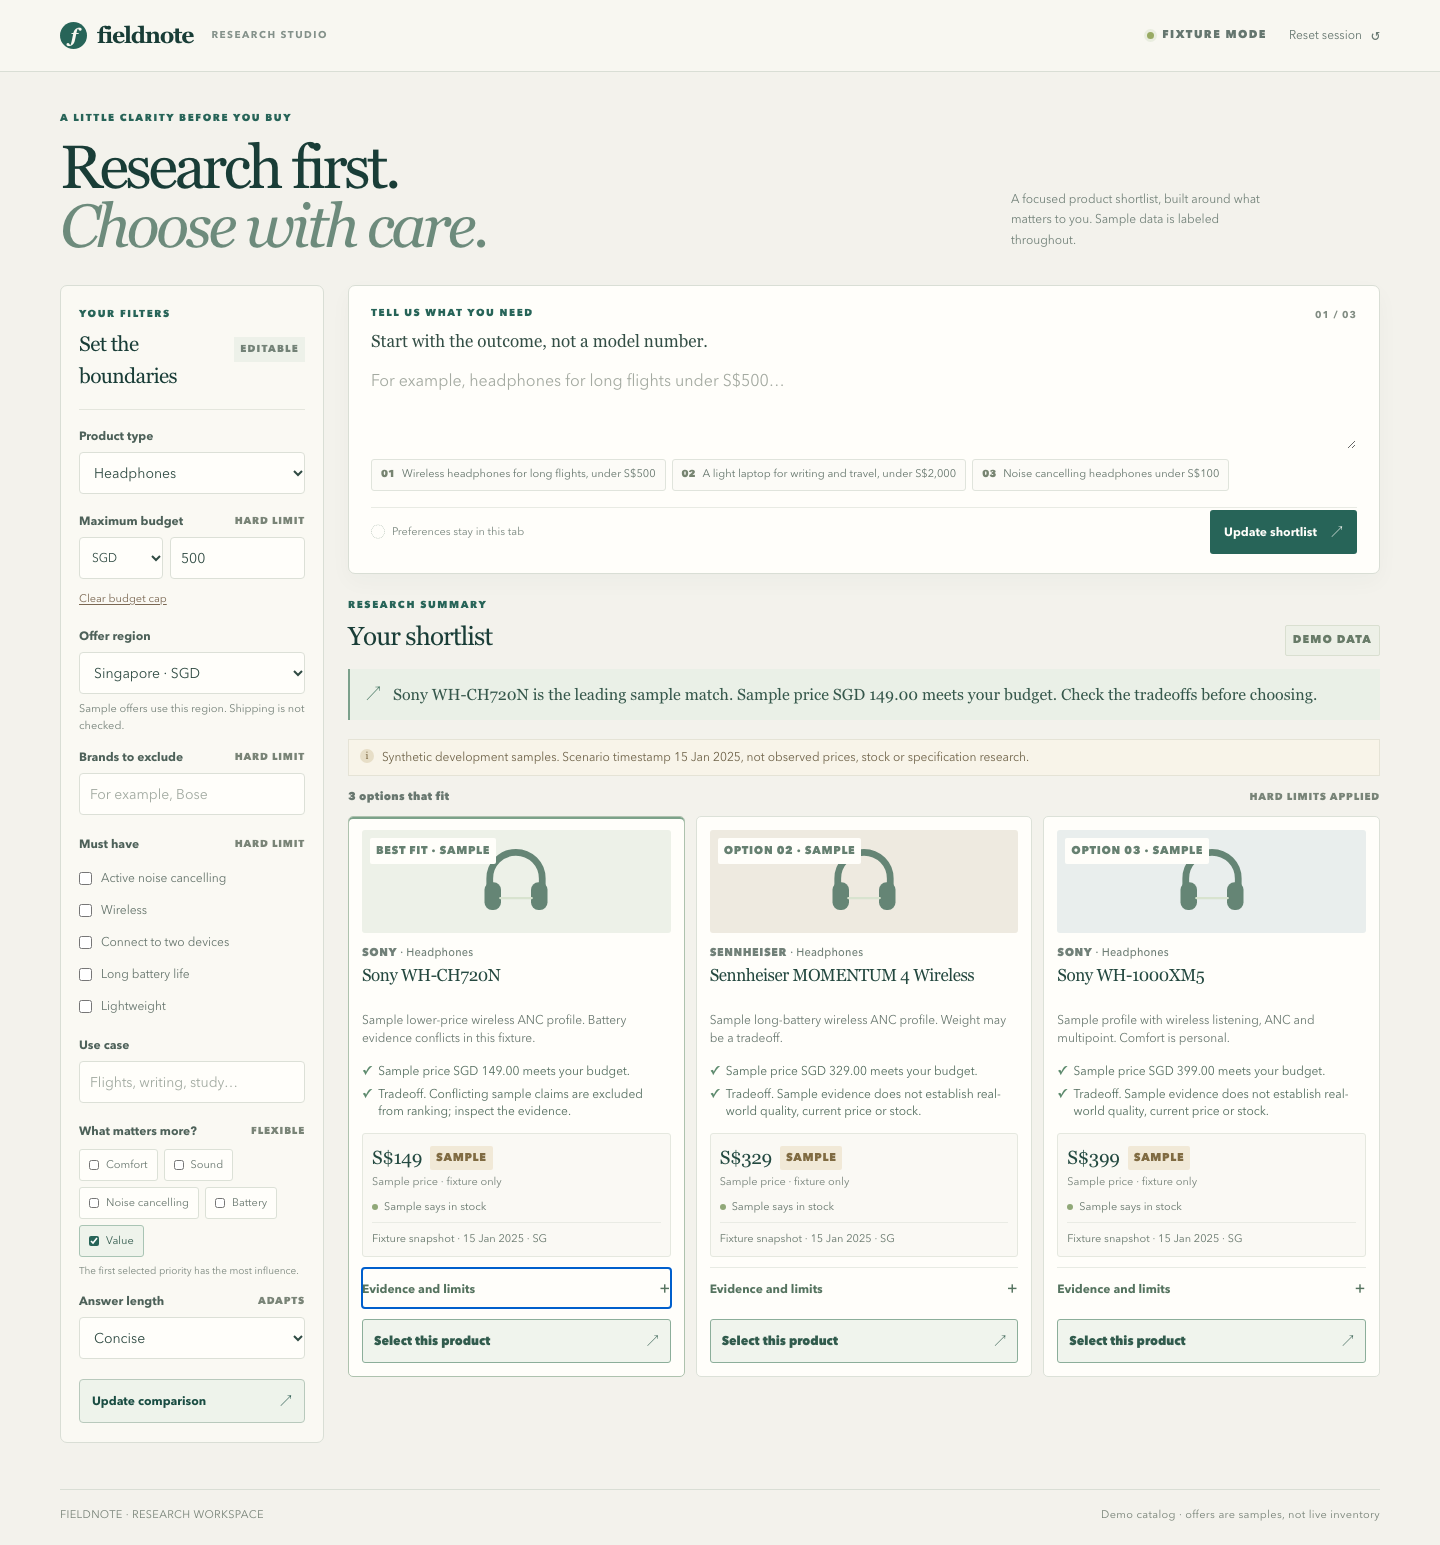 f fieldnote RESEARCH STUDIO
FIXTURE MODE Reset session ↺
A LITTLE CLARITY BEFORE YOU BUY
Research first.
Choose with care.
A focused product shortlist, built around what
matters to you. Sample data is labeled
throughout.
YOUR FILTERS
Set the
boundaries
EDITABLE
Product type
Headphones
Maximum budget HARD LIMIT
SGD 500
Clear budget cap
Offer region
Singapore · SGD
Sample offers use this region. Shipping is not
checked.
Brands to exclude HARD LIMIT
For example, Bose
Must have HARD LIMIT
Active noise cancelling
Wireless
Connect to two devices
Long battery life
Lightweight
Use case
Flights, writing, study…
What matters more? FLEXIBLE
Comfort Sound
Noise cancelling Battery
Value
The first selected priority has the most influence.
Answer length ADAPTS
Concise
Update comparison ↗
TELL US WHAT YOU NEED 01 / 03
Start with the outcome, not a model number.
For example, headphones for long flights under S$500…
01 Wireless headphones for long flights, under S$500
02 A light laptop for writing and travel, under S$2,000
03 Noise cancelling headphones under S$100
Preferences stay in this tab
Update shortlist ↗
RESEARCH SUMMARY
Your shortlist
DEMO DATA
↗ Sony WH-CH720N is the leading sample match. Sample price SGD 149.00 meets your budget. Check the tradeoffs before choosing.
i Synthetic development samples. Scenario timestamp 15 Jan 2025, not observed prices, stock or specification research.
3 options that fit HARD LIMITS APPLIED
BEST FIT · SAMPLE
SONY · Headphones
Sony WH-CH720N
Sample lower-price wireless ANC profile. Battery
evidence conflicts in this fixture.
✓ Sample price SGD 149.00 meets your budget.
✓ Tradeoff. Conflicting sample claims are excluded
from ranking; inspect the evidence.
S$149 SAMPLE
Sample price · fixture only
Sample says in stock
Fixture snapshot · 15 Jan 2025 · SG
Evidence and limits +
Select this product ↗
OPTION 02 · SAMPLE
SENNHEISER · Headphones
Sennheiser MOMENTUM 4 Wireless
Sample long-battery wireless ANC profile. Weight may
be a tradeoff.
✓ Sample price SGD 329.00 meets your budget.
✓ Tradeoff. Sample evidence does not establish real-
world quality, current price or stock.
S$329 SAMPLE
Sample price · fixture only
Sample says in stock
Fixture snapshot · 15 Jan 2025 · SG
Evidence and limits +
Select this product ↗
OPTION 03 · SAMPLE
SONY · Headphones
Sony WH-1000XM5
Sample profile with wireless listening, ANC and
multipoint. Comfort is personal.
✓ Sample price SGD 399.00 meets your budget.
✓ Tradeoff. Sample evidence does not establish real-
world quality, current price or stock.
S$399 SAMPLE
Sample price · fixture only
Sample says in stock
Fixture snapshot · 15 Jan 2025 · SG
Evidence and limits +
Select this product ↗
FIELDNOTE · RESEARCH WORKSPACE
Demo catalog · offers are samples, not live inventory